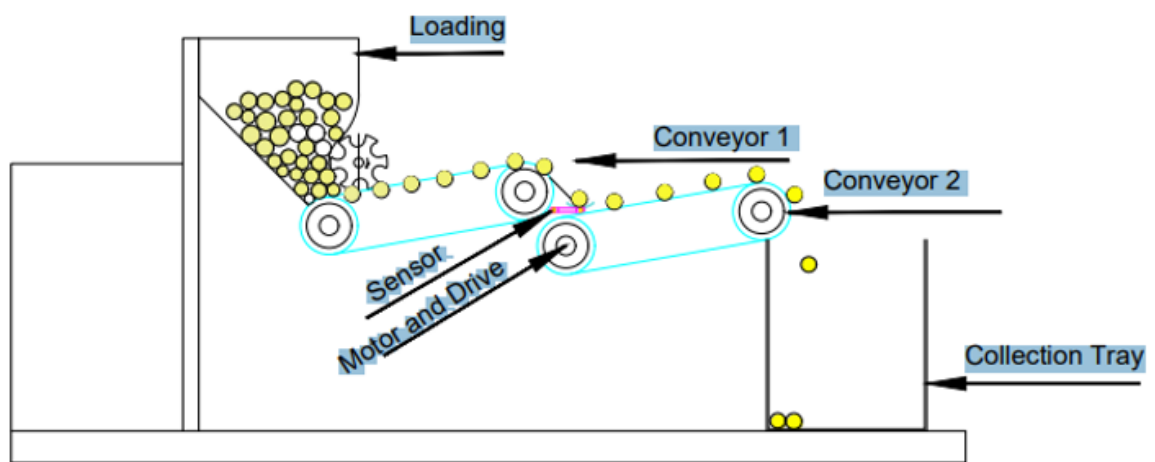 Loading
Conveyor 1
Conveyor 2
Sensor
Motor and Drive
Collection Tray